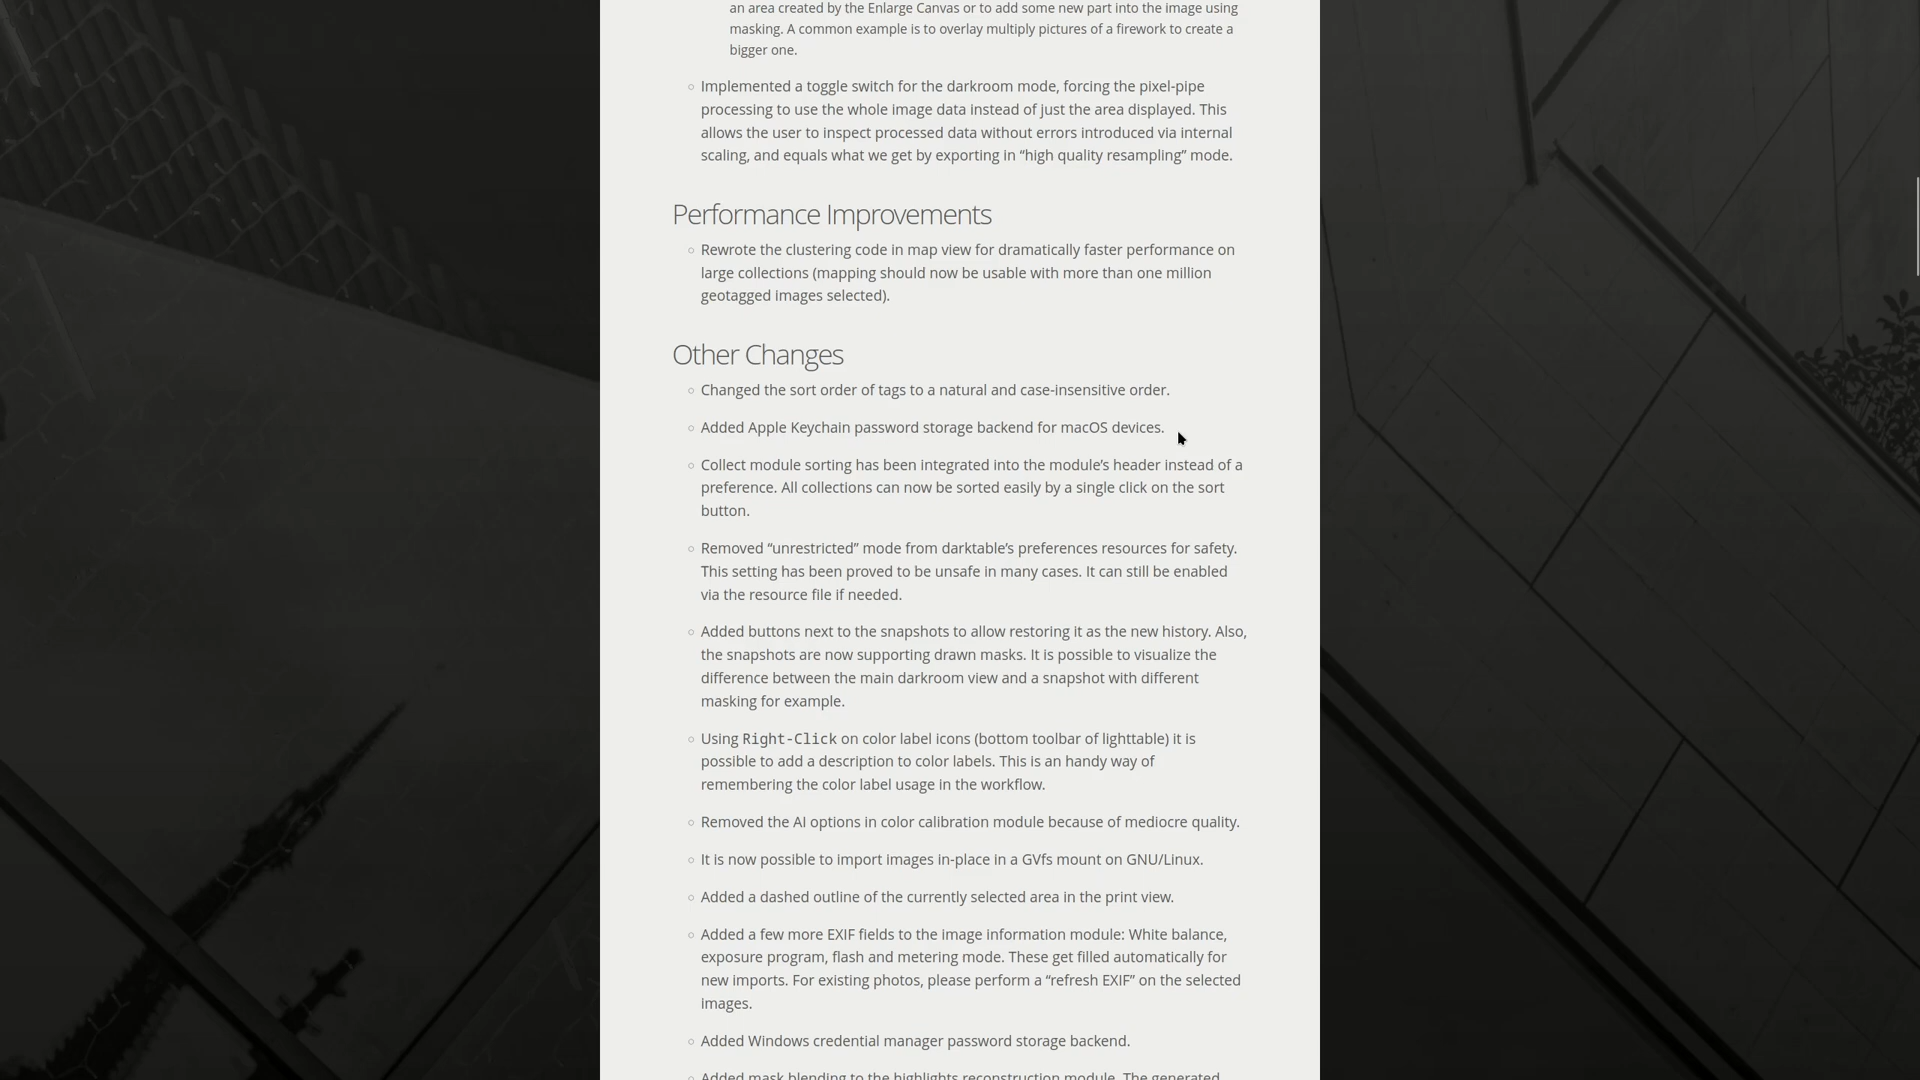 an area created by the Enlarge Canvas or to add some new part into the image using
masking. A common example is to overlay multiply pictures of a firework to create a
bigger one.
Implemented a toggle switch for the darkroom mode, forcing the pixel-pipe
processing to use the whole image data instead of just the area displayed. This
allows the user to inspect processed data without errors introduced via internal
scaling, and equals what we get by exporting in “high quality resampling” mode.
Performance Improvements
Rewrote the clustering code in map view for dramatically faster performance on
large collections (mapping should now be usable with more than one million
geotagged images selected).
Other Changes
Changed the sort order of tags to a natural and case-insensitive order.
Added Apple Keychain password storage backend for macOS devices.
Collect module sorting has been integrated into the module’s header instead of a
preference. All collections can now be sorted easily by a single click on the sort
button.
Removed “unrestricted” mode from darktable’s preferences resources for safety.
This setting has been proved to be unsafe in many cases. It can still be enabled
via the resource file if needed.
Added buttons next to the snapshots to allow restoring it as the new history. Also,
the snapshots are now supporting drawn masks. It is possible to visualize the
difference between the main darkroom view and a snapshot with different
masking for example.
Using Right-Click on color label icons (bottom toolbar of lighttable) it is
possible to add a description to color labels. This is an handy way of
remembering the color label usage in the workflow.
Removed the AI options in color calibration module because of mediocre quality.
It is now possible to import images in-place in a GVfs mount on GNU/Linux.
Added a dashed outline of the currently selected area in the print view.
Added a few more EXIF fields to the image information module: White balance,
exposure program, flash and metering mode. These get filled automatically for
new imports. For existing photos, please perform a “refresh EXIF” on the selected
images.
Added Windows credential manager password storage backend.
Added mask blending to the highlights reconstruction module. The generated